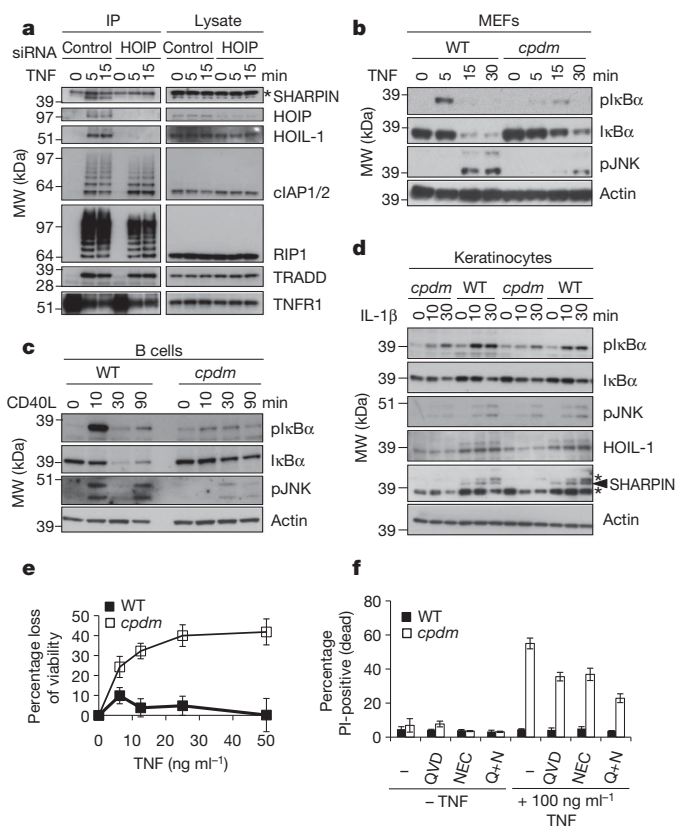 a
IP Lysate
siRNA Control HOIP Control HOIP
TNF 0 5 15 0 5 15 0 5 15 0 5 15 min
39 * SHARPIN
97 HOIP
51 HOIL-1
97
64 cIAP1/2
97
64 RIP1
39
28 TRADD
51 TNFR1
MW (kDa)
b
MEFs
WT cpdm
TNF 0 5 15 30 0 5 15 30 min
39 pIκBα
39 IκBα
39 pJNK
39 Actin
MW (kDa)
c
B cells
WT cpdm
CD40L 0 10 30 90 0 10 30 90 min
39 pIκBα
39 IκBα
51 pJNK
39 Actin
MW (kDa)
d
Keratinocytes
cpdm WT cpdm WT
IL-1β 0 10 30 0 10 30 0 10 30 0 10 30 min
39 pIκBα
39 IκBα
51 pJNK
39 HOIL-1
* SHARPIN
39 *
39 Actin
MW (kDa)
e
WT
cpdm
Percentage loss
of viability
50
40
30
20
10
0
0 10 20 30 40 50
TNF (ng ml⁻¹)
f
WT
cpdm
Percentage
PI-positive (dead)
80
60
40
20
0
– QVD NEC Q+N – QVD NEC Q+N
– TNF + 100 ng ml⁻¹
TNF